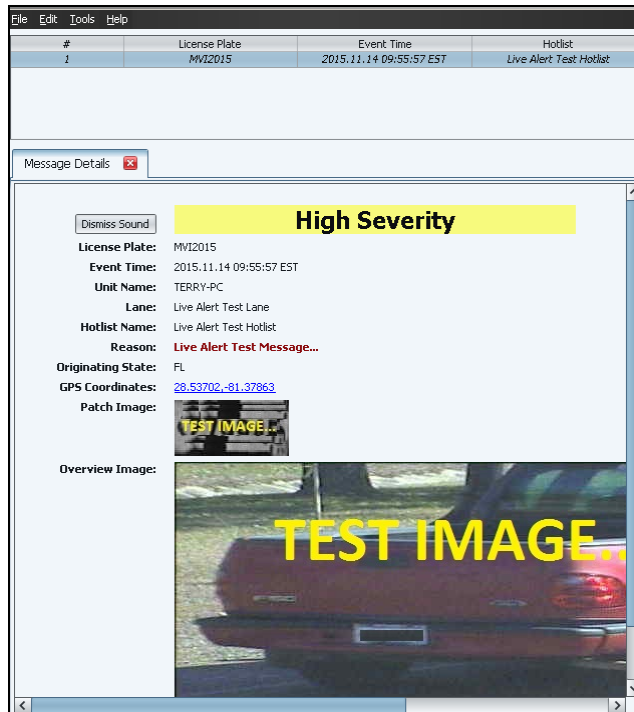 File Edit Tools Help
# License Plate Event Time Hotlist
1 MVI2015 2015.11.14 09:55:57 EST Live Alert Test Hotlist
Message Details
Dismiss Sound High Severity
License Plate: MVI2015
Event Time: 2015.11.14 09:55:57 EST
Unit Name: TERRY-PC
Lane: Live Alert Test Lane
Hotlist Name: Live Alert Test Hotlist
Reason: Live Alert Test Message...
Originating State: FL
GPS Coordinates: 28.53702,-81.37863
Patch Image:
TEST IMAGE...
Overview Image:
TEST IMAGE..